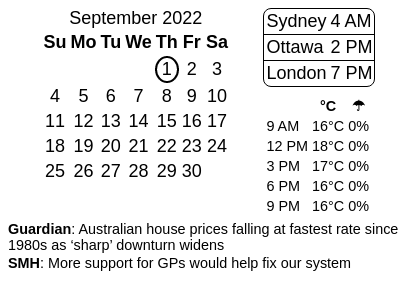 September 2022
Su Mo Tu We Th Fr Sa
1 2 3
4 5 6 7 8 9 10
11 12 13 14 15 16 17
18 19 20 21 22 23 24
25 26 27 28 29 30
Sydney 4 AM
Ottawa 2 PM
London 7 PM
°C ☂
9 AM 16°C 0%
12 PM 18°C 0%
3 PM 17°C 0%
6 PM 16°C 0%
9 PM 16°C 0%
Guardian: Australian house prices falling at fastest rate since
1980s as ‘sharp’ downturn widens
SMH: More support for GPs would help fix our system